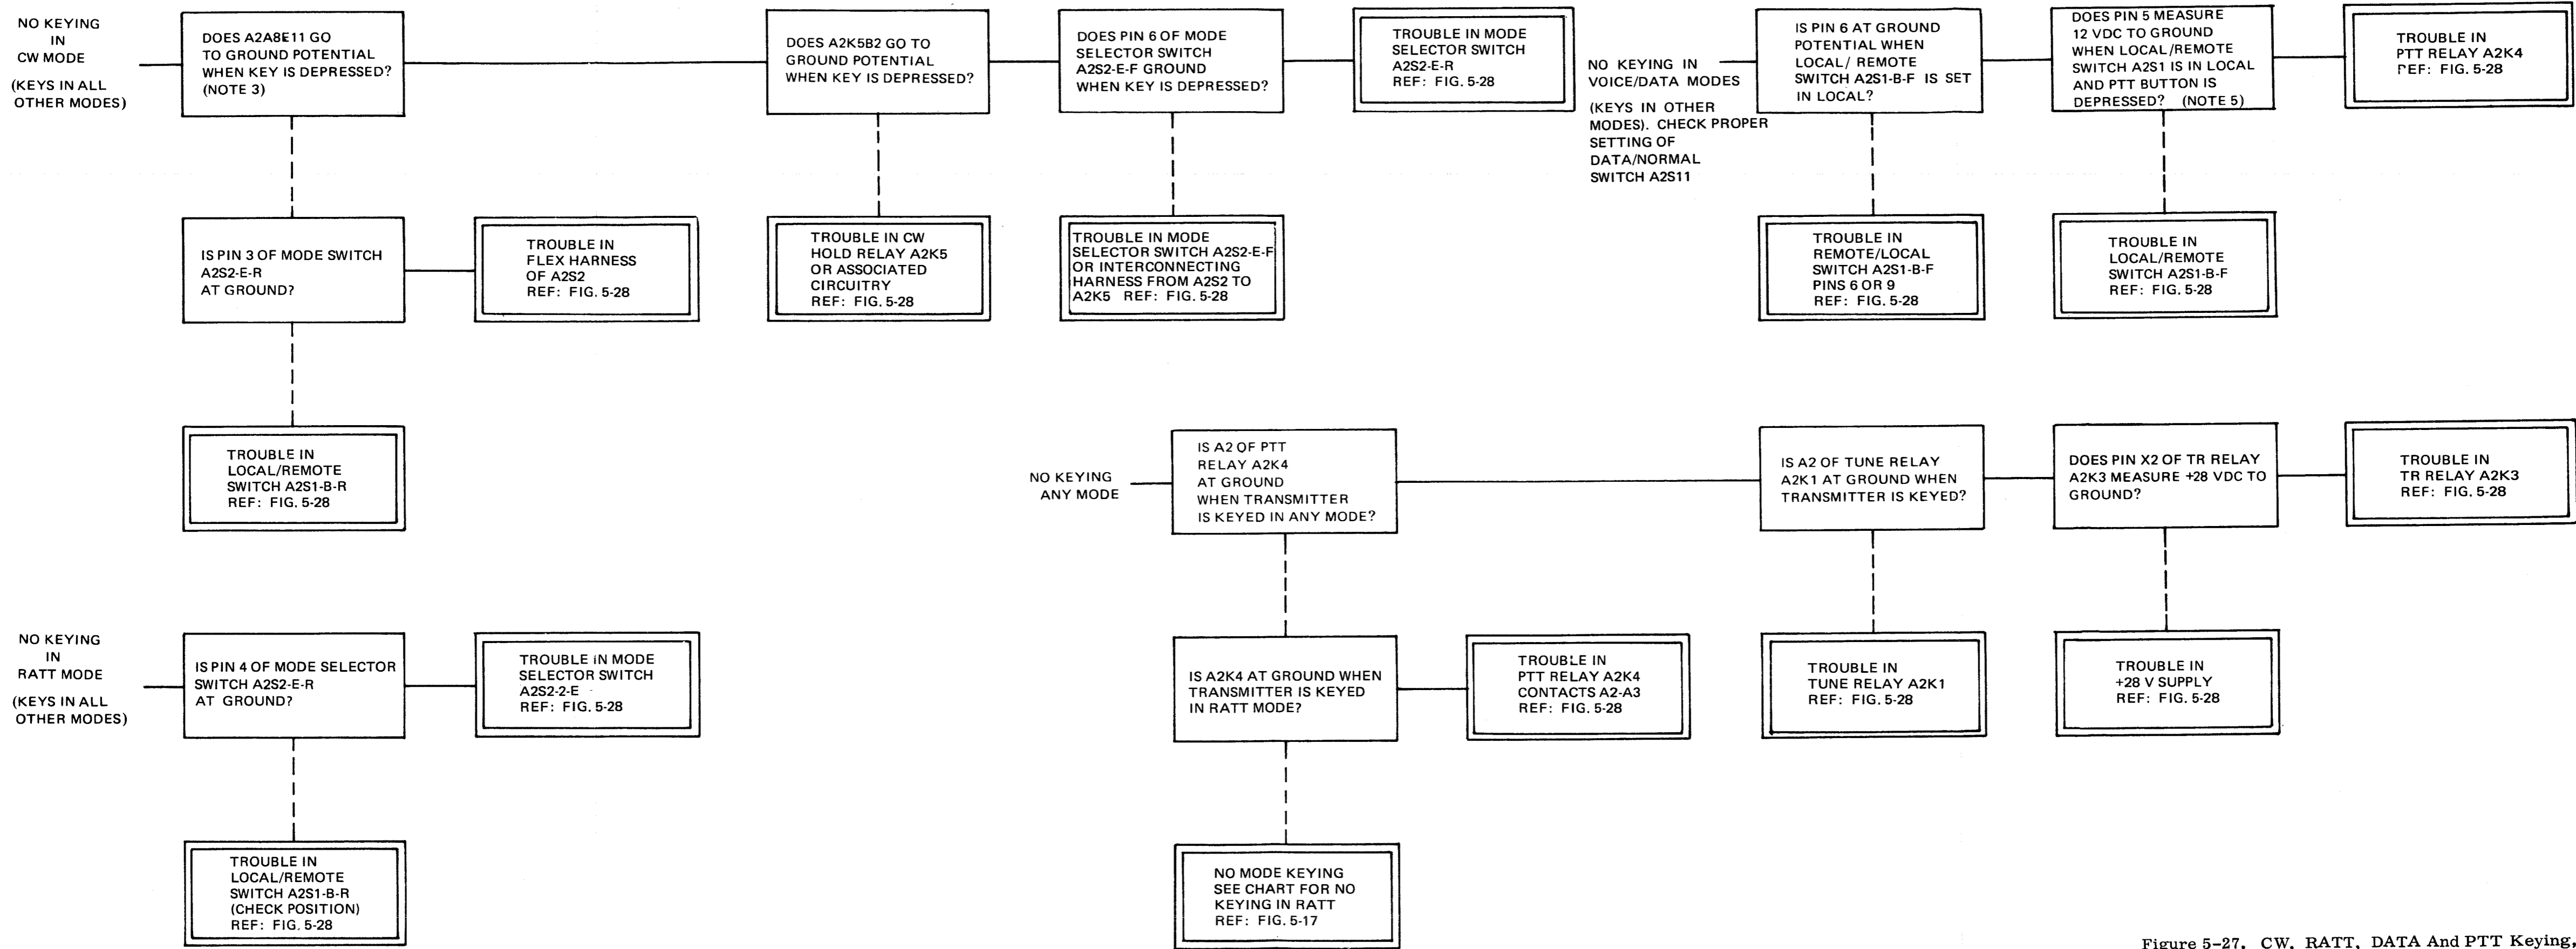 NO KEYING
IN
CW MODE
(KEYS IN ALL
OTHER MODES)
DOES A2A8E11 GO
TO GROUND POTENTIAL
WHEN KEY IS DEPRESSED?
(NOTE 3)
DOES A2K5B2 GO TO
GROUND POTENTIAL
WHEN KEY IS DEPRESSED?
DOES PIN 6 OF MODE
SELECTOR SWITCH
A2S2-E-F GROUND
WHEN KEY IS DEPRESSED?
TROUBLE IN MODE
SELECTOR SWITCH
A2S2-E-R
REF: FIG. 5-28
IS PIN 3 OF MODE SWITCH
A2S2-E-R
AT GROUND?
TROUBLE IN
FLEX HARNESS
OF A2S2
REF: FIG. 5-28
TROUBLE IN CW
HOLD RELAY A2K5
OR ASSOCIATED
CIRCUITRY
REF: FIG. 5-28
TROUBLE IN MODE
SELECTOR SWITCH A2S2-E-F
OR INTERCONNECTING
HARNESS FROM A2S2 TO
A2K5 REF: FIG. 5-28
TROUBLE IN
LOCAL/REMOTE
SWITCH A2S1-B-R
REF: FIG. 5-28
NO KEYING IN
VOICE/DATA MODES
(KEYS IN OTHER
MODES). CHECK PROPER
SETTING OF
DATA/NORMAL
SWITCH A2S11
IS PIN 6 AT GROUND
POTENTIAL WHEN
LOCAL/ REMOTE
SWITCH A2S1-B-F IS SET
IN LOCAL?
DOES PIN 5 MEASURE
12 VDC TO GROUND
WHEN LOCAL/REMOTE
SWITCH A2S1 IS IN LOCAL
AND PTT BUTTON IS
DEPRESSED? (NOTE 5)
TROUBLE IN
PTT RELAY A2K4
REF: FIG. 5-28
TROUBLE IN
REMOTE/LOCAL
SWITCH A2S1-B-F
PINS 6 OR 9
REF: FIG. 5-28
TROUBLE IN
LOCAL/REMOTE
SWITCH A2S1-B-F
REF: FIG. 5-28
NO KEYING
ANY MODE
IS A2 OF PTT
RELAY A2K4
AT GROUND
WHEN TRANSMITTER
IS KEYED IN ANY MODE?
IS A2 OF TUNE RELAY
A2K1 AT GROUND WHEN
TRANSMITTER IS KEYED?
DOES PIN X2 OF TR RELAY
A2K3 MEASURE +28 VDC TO
GROUND?
TROUBLE IN
TR RELAY A2K3
REF: FIG. 5-28
IS A2K4 AT GROUND WHEN
TRANSMITTER IS KEYED
IN RATT MODE?
TROUBLE IN
PTT RELAY A2K4
CONTACTS A2-A3
REF: FIG. 5-28
TROUBLE IN
TUNE RELAY A2K1
REF: FIG. 5-28
TROUBLE IN
+28 V SUPPLY
REF: FIG. 5-28
NO MODE KEYING
SEE CHART FOR NO
KEYING IN RATT
REF: FIG. 5-17
NO KEYING
IN
RATT MODE
(KEYS IN ALL
OTHER MODES)
IS PIN 4 OF MODE SELECTOR
SWITCH A2S2-E-R
AT GROUND?
TROUBLE IN MODE
SELECTOR SWITCH
A2S2-2-E
REF: FIG. 5-28
TROUBLE IN
LOCAL/REMOTE
SWITCH A2S1-B-R
(CHECK POSITION)
REF: FIG. 5-28
Figure 5-27. CW, RATT, DATA And PTT Keying,